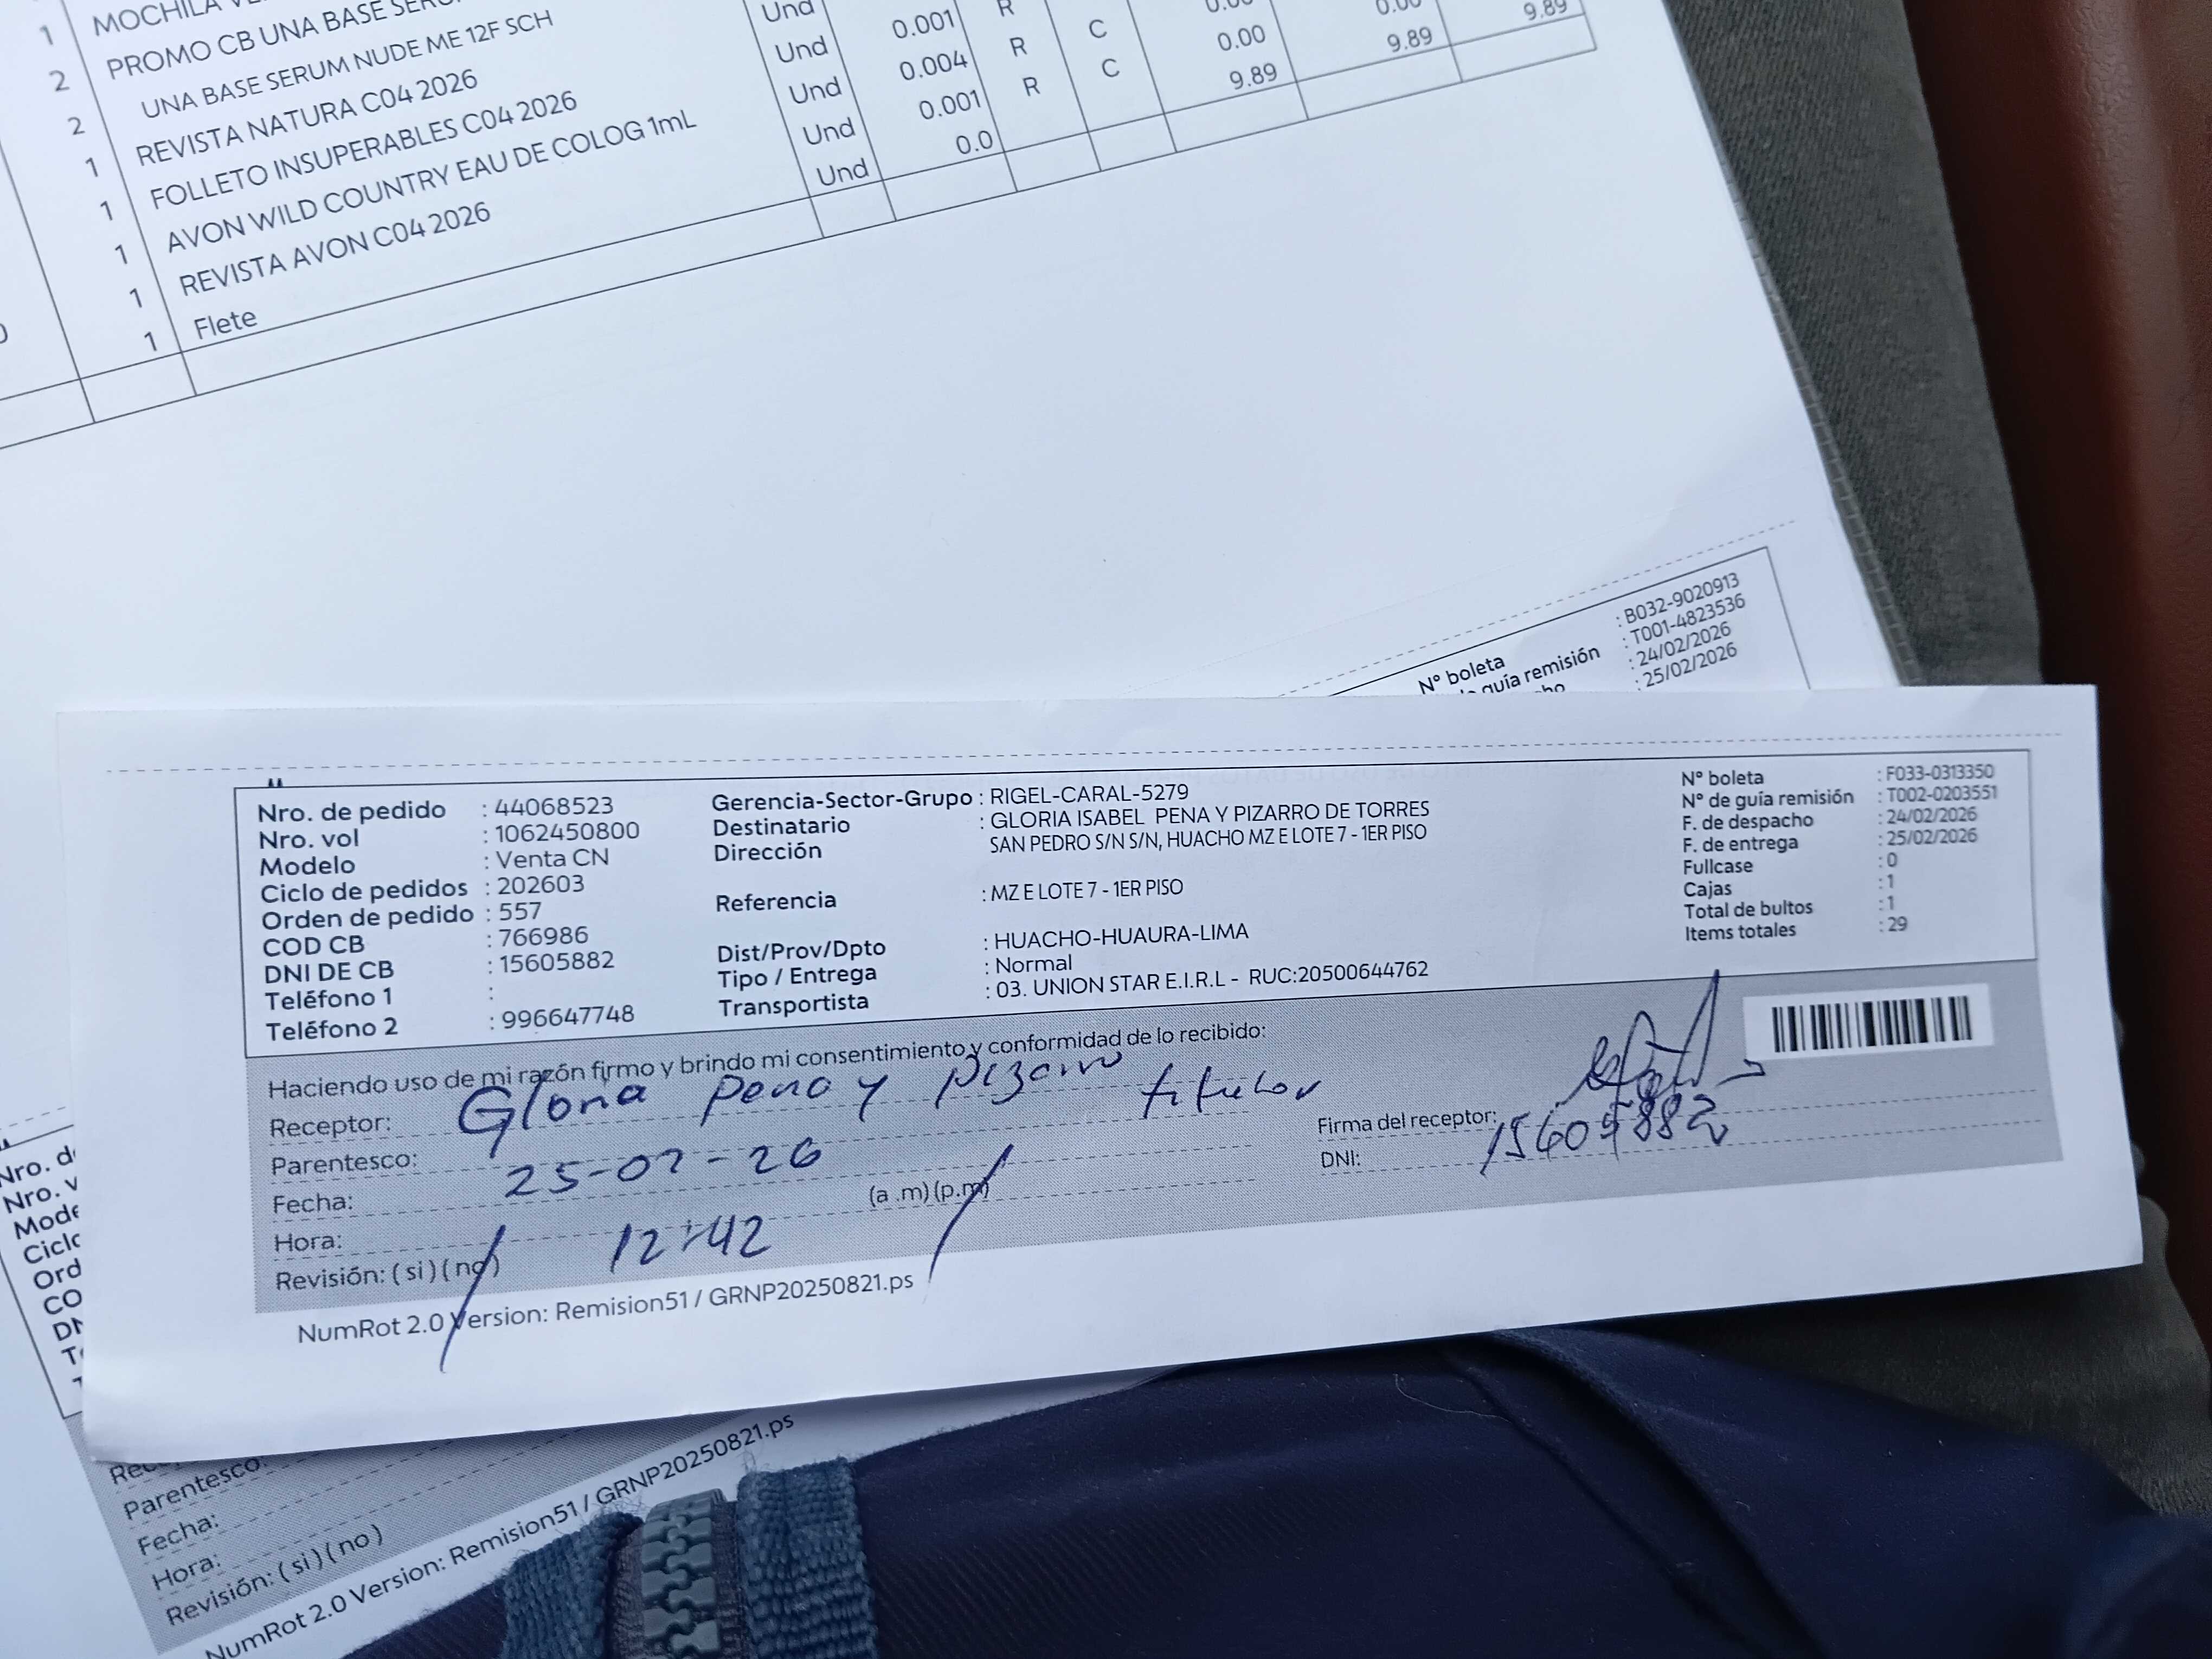 1 MOCHILA
2 PROMO CB UNA BASE Und
2 UNA BASE SERUM NUDE ME 12F SCH Und 0.001 R
1 REVISTA NATURA C04 2026 Und 0.004 R C 0.00 9.89
1 FOLLETO INSUPERABLES C04 2026 Und 0.001 R C 9.89 9.89
1 AVON WILD COUNTRY EAU DE COLOG 1mL Und 0.0
1 REVISTA AVON C04 2026 Und
1 Flete
Nº boleta : B032-9020913
guía remisión : T001-4823536
: 24/02/2026
: 25/02/2026
Nro. de pedido : 44068523
Nro. vol : 1062450800
Modelo : Venta CN
Ciclo de pedidos : 202603
Orden de pedido : 557
COD CB : 766986
DNI DE CB : 15605882
Teléfono 1 :
Teléfono 2 : 996647748
Gerencia-Sector-Grupo : RIGEL-CARAL-5279
Destinatario : GLORIA ISABEL PENA Y PIZARRO DE TORRES
Dirección SAN PEDRO S/N S/N, HUACHO MZ E LOTE 7 - 1ER PISO
Referencia : MZ E LOTE 7 - 1ER PISO
Dist/Prov/Dpto : HUACHO-HUAURA-LIMA
Tipo / Entrega : Normal
Transportista : 03. UNION STAR E.I.R.L - RUC:20500644762
Nº boleta : F033-0313350
Nº de guía remisión : T002-0203551
F. de despacho : 24/02/2026
F. de entrega : 25/02/2026
Fullcase : 0
Cajas : 1
Total de bultos : 1
Items totales : 29
Haciendo uso de mi razón firmo y brindo mi consentimiento y conformidad de lo recibido:
Receptor: Gloria Pena y Pizarro titular
Parentesco:
Fecha: 25-02-26
Hora: 12:42 (a .m) (p.m)
Revisión: ( si ) ( no )
Firma del receptor:
DNI: 15605882
NumRot 2.0 Version: Remision51 / GRNP20250821.ps
Parentesco:
Fecha:
Hora:
Revisión: ( si ) ( no )
NumRot 2.0 Version: Remision51 / GRNP20250821.ps